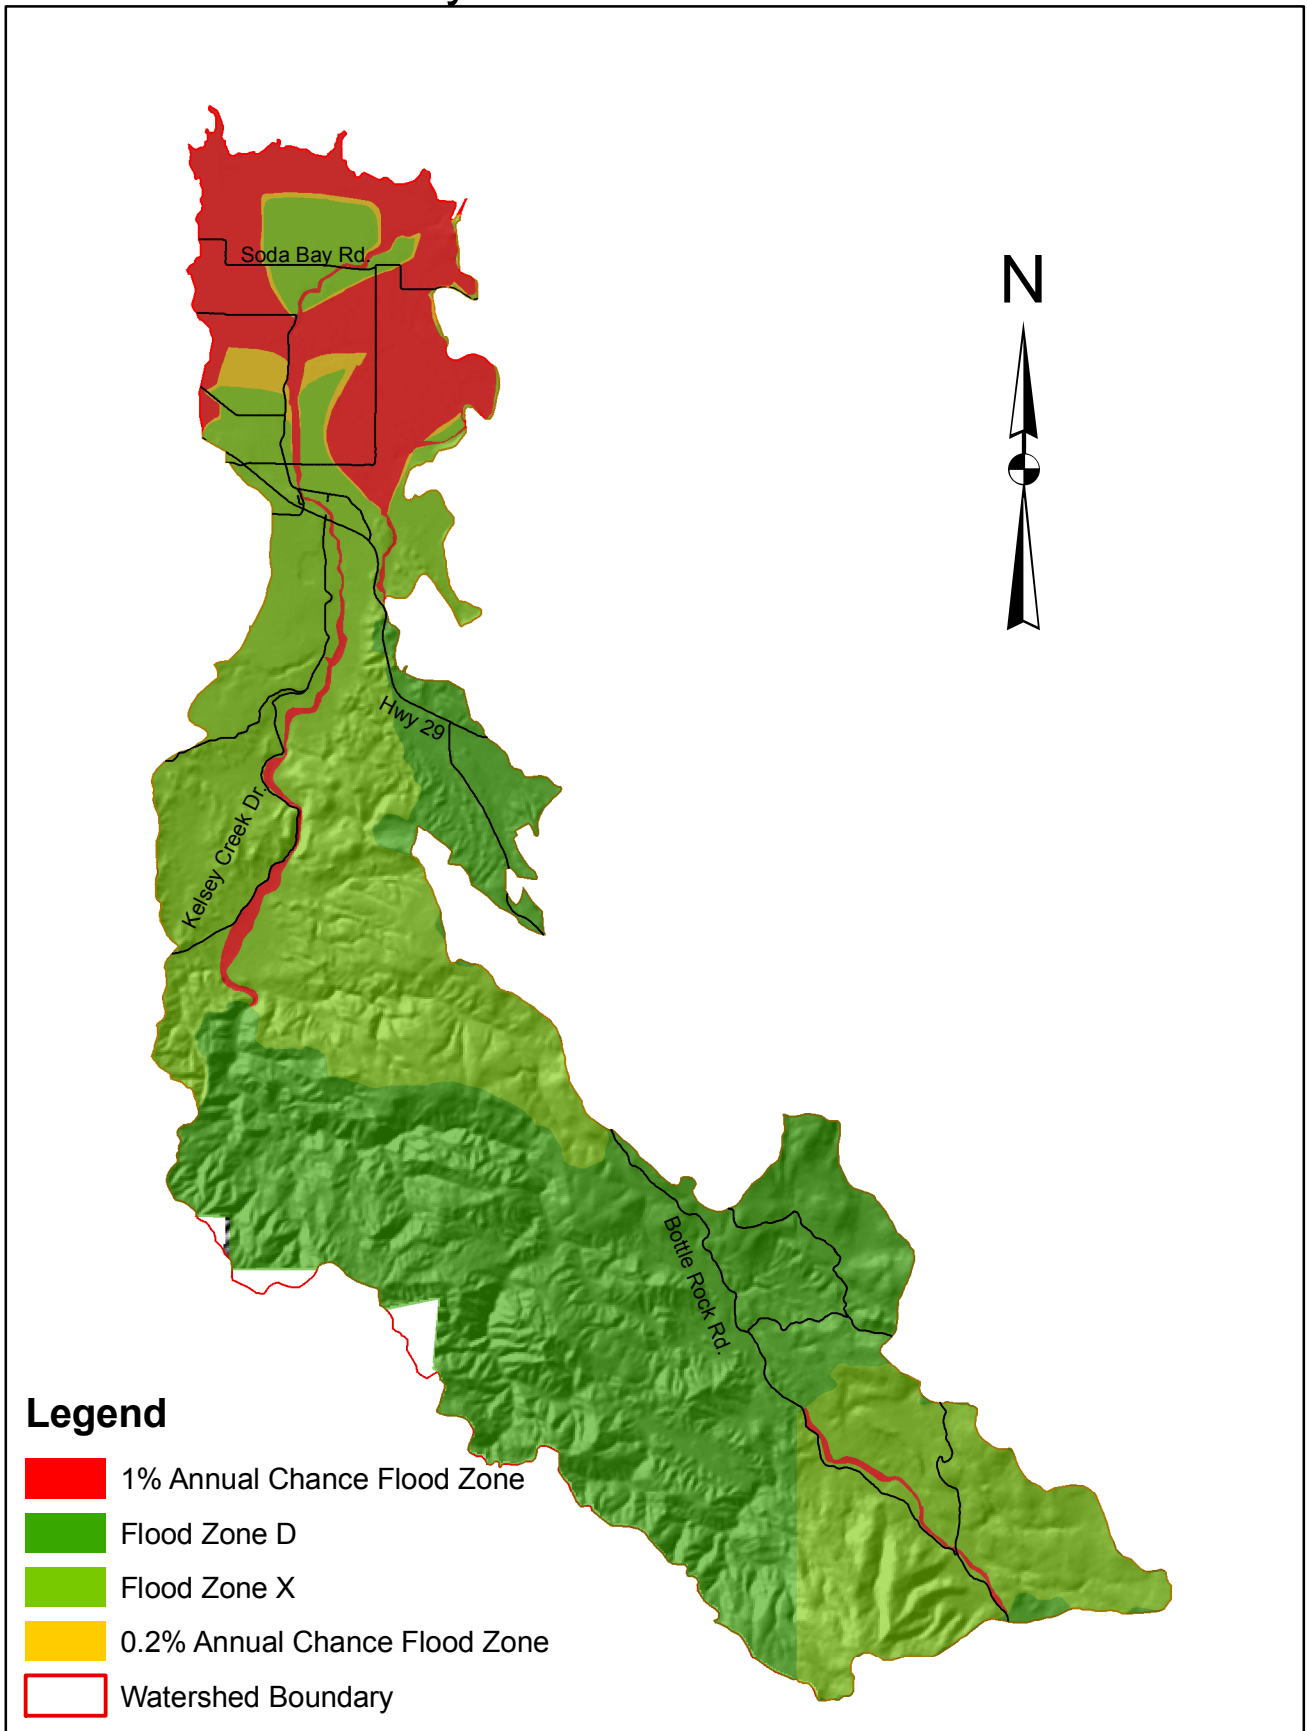 N
Soda Bay Rd.
Hwy 29
Kelsey Creek Dr.
Bottle Rock Rd.
Legend
1% Annual Chance Flood Zone
Flood Zone D
Flood Zone X
0.2% Annual Chance Flood Zone
Watershed Boundary